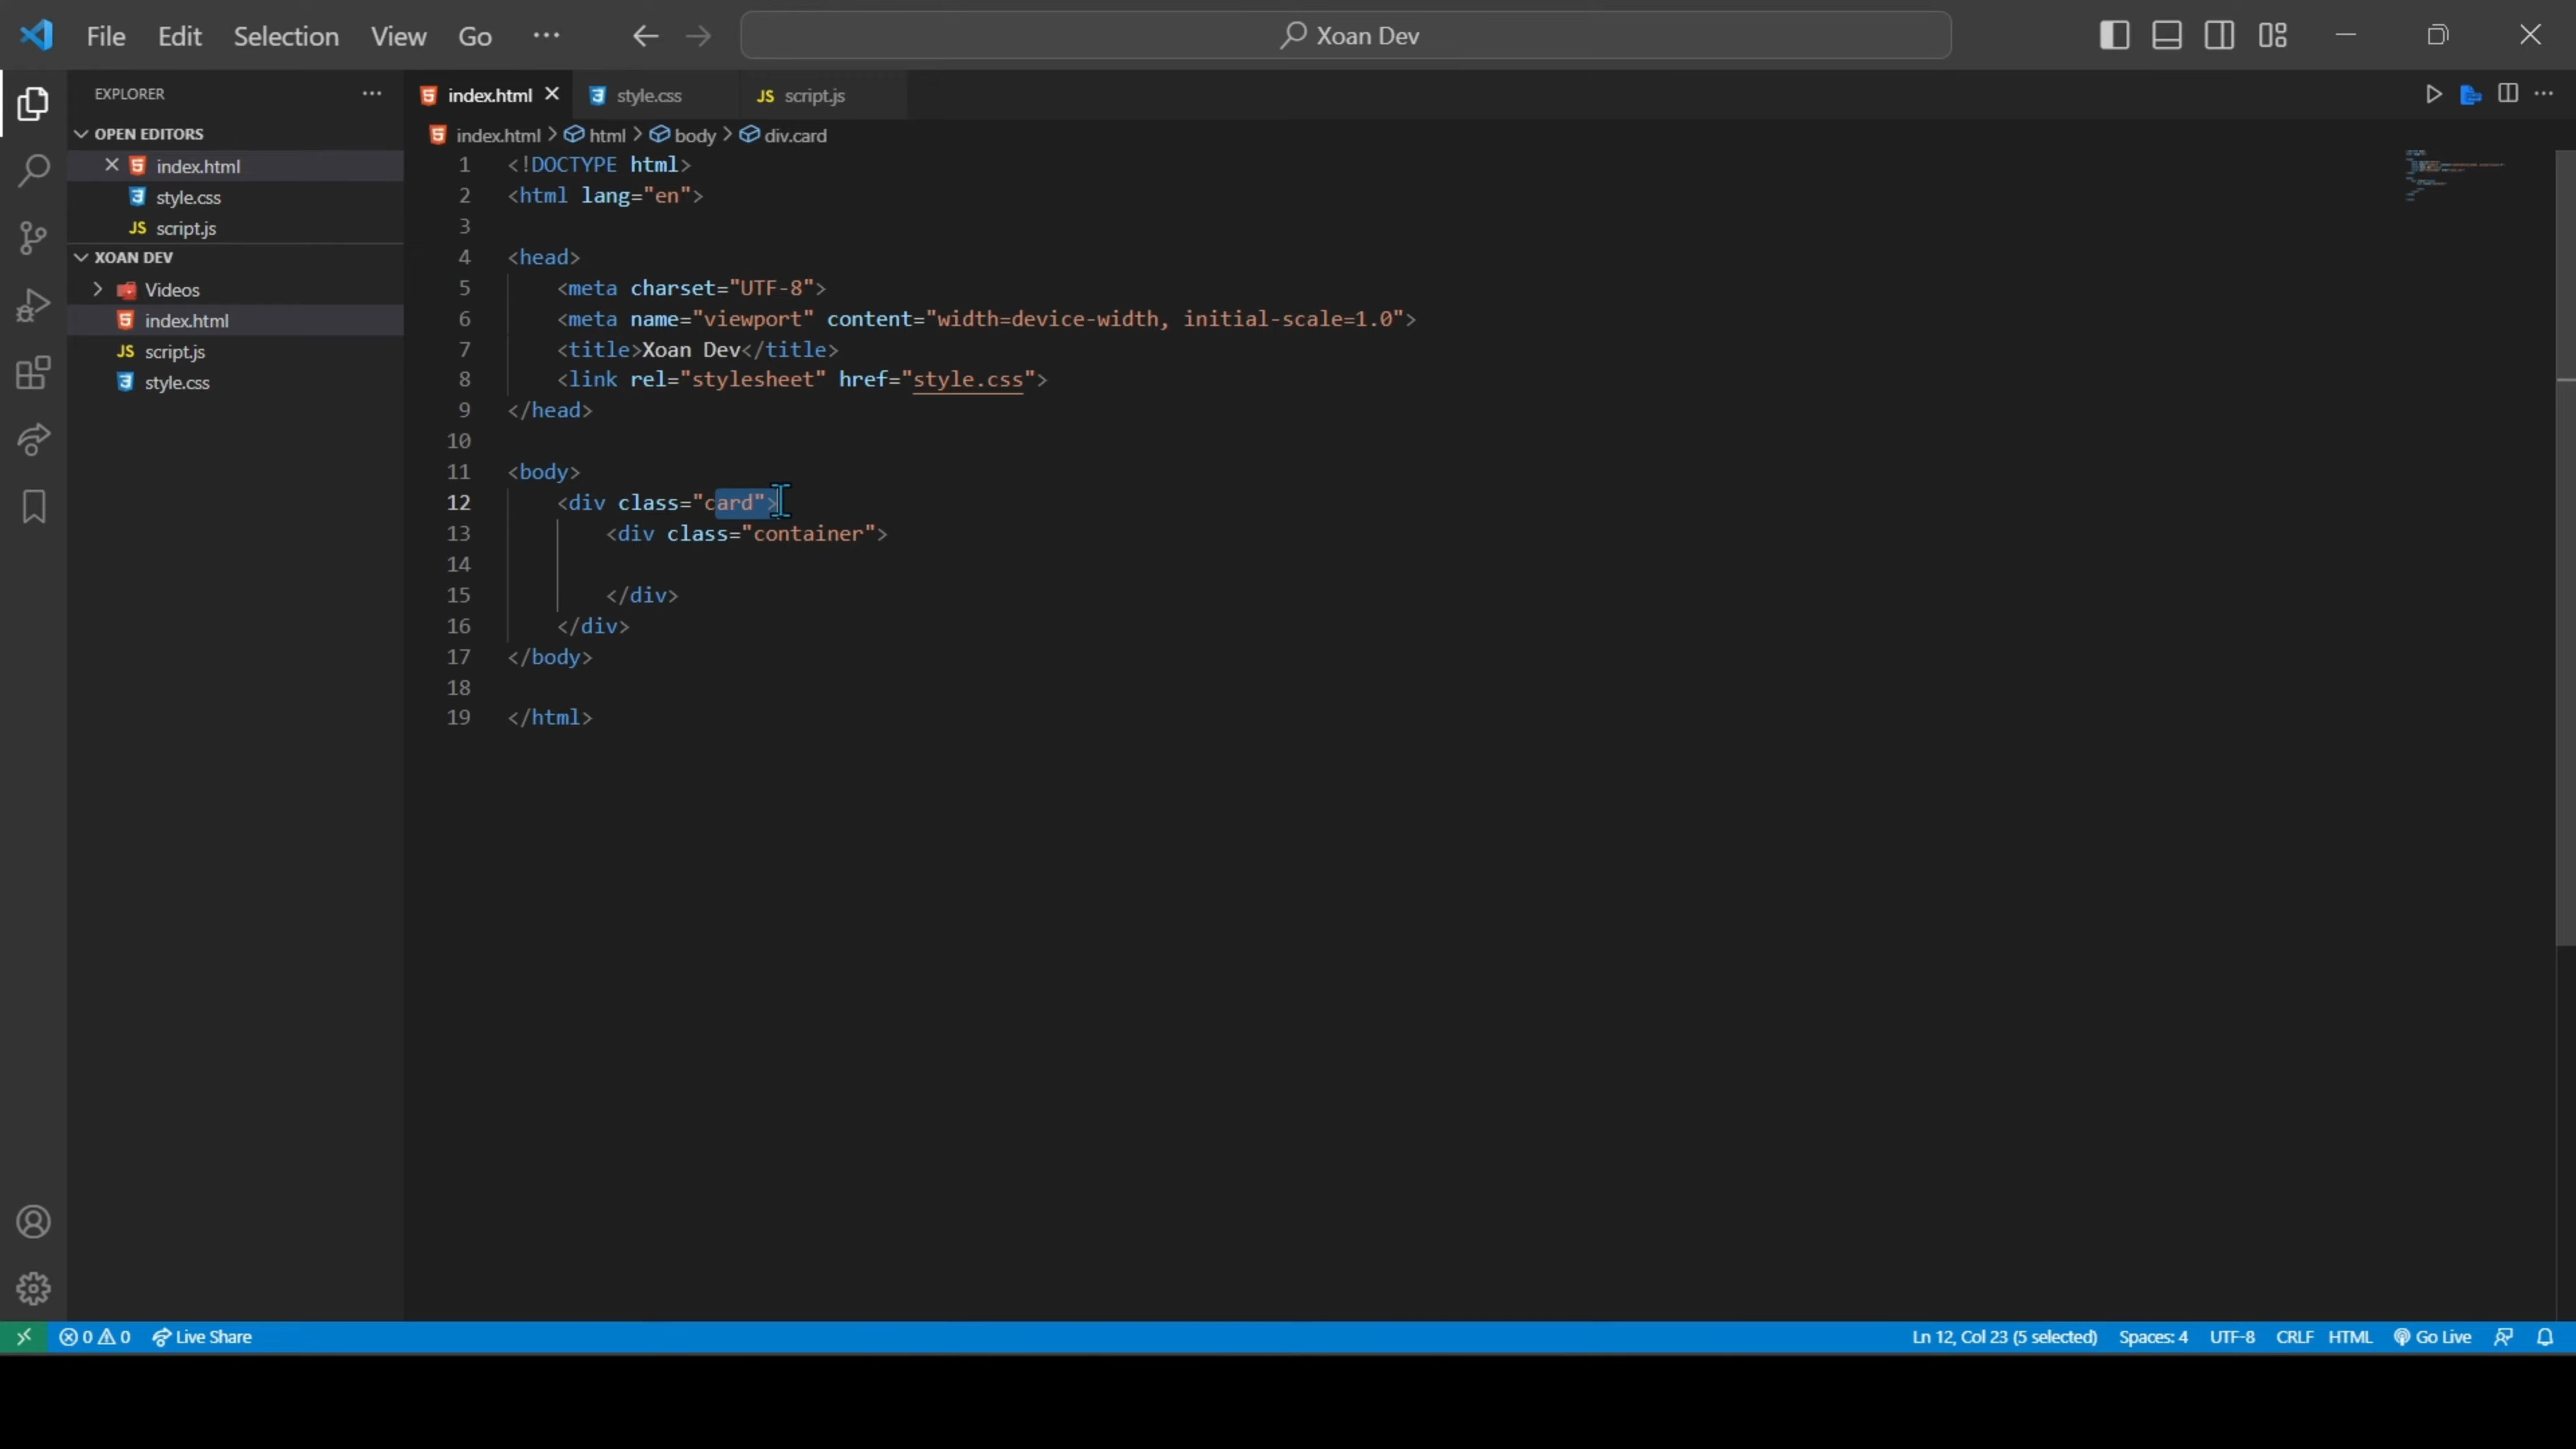 File Edit Selection View Go ··· Xoan Dev
EXPLORER ···
OPEN EDITORS
index.html
style.css
JS script.js
XOAN DEV
Videos
index.html
JS script.js
style.css
index.html style.css JS script.js
index.html > html > body > div.card
1 <!DOCTYPE html>
2 <html lang="en">
3
4 <head>
5 <meta charset="UTF-8">
6 <meta name="viewport" content="width=device-width, initial-scale=1.0">
7 <title>Xoan Dev</title>
8 <link rel="stylesheet" href="style.css">
9 </head>
10
11 <body>
12 <div class="card">
13 <div class="container">
14
15 </div>
16 </div>
17 </body>
18
19 </html>
0 0 Live Share Ln 12, Col 23 (5 selected) Spaces: 4 UTF-8 CRLF HTML Go Live